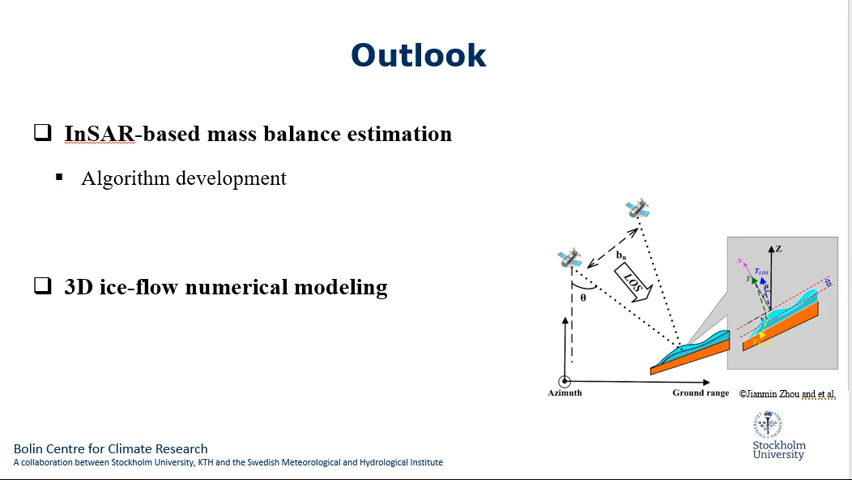 Outlook
❑ InSAR-based mass balance estimation
▪ Algorithm development
❑ 3D ice-flow numerical modeling
bn
LOS
θ
Azimuth
Ground range
Z
N
T
TLOS
©Jianmin Zhou and et al,
Bolin Centre for Climate Research
A collaboration between Stockholm University, KTH and the Swedish Meteorological and Hydrological Institute
Stockholm
University